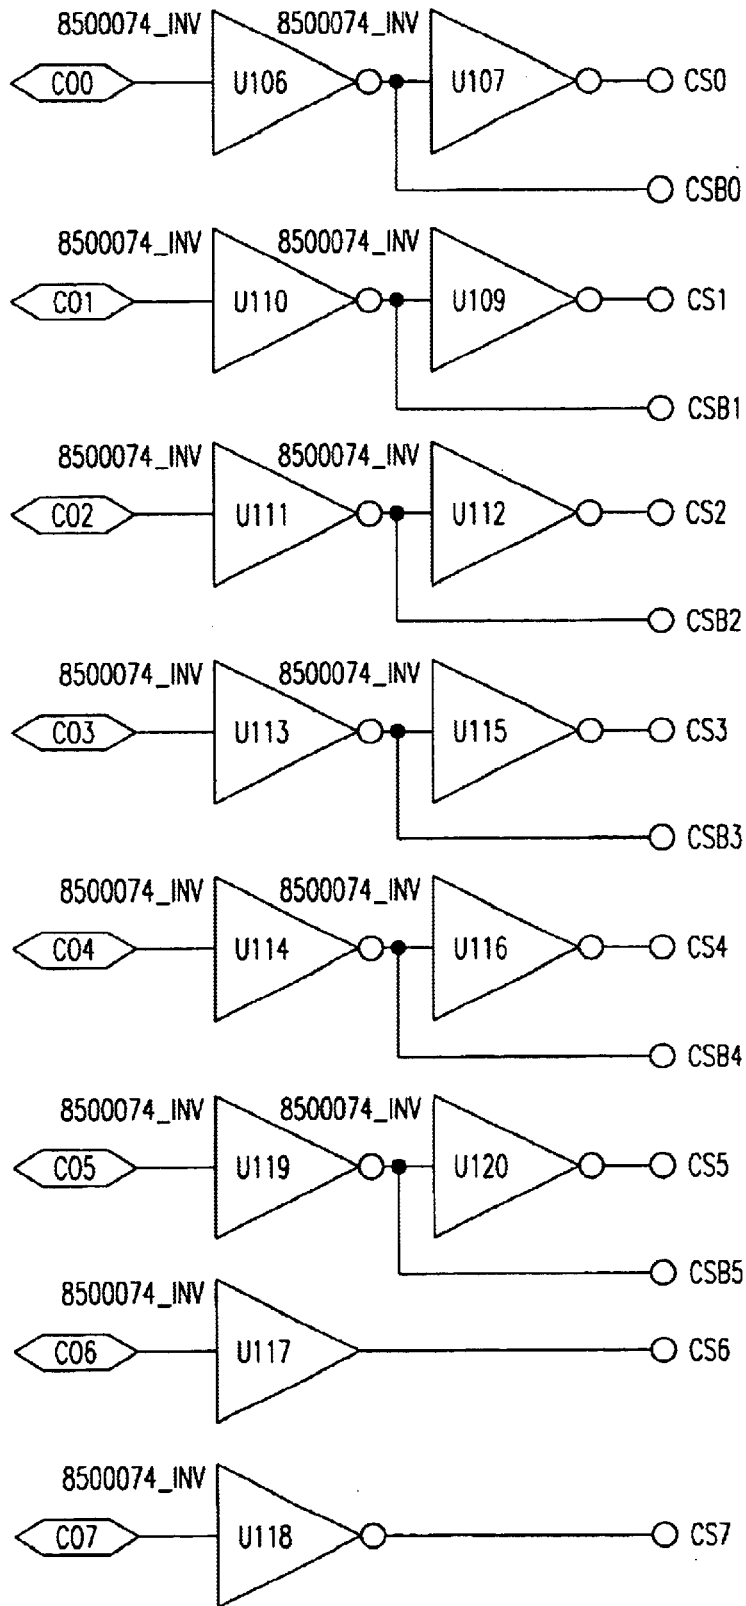 8500074_INV 8500074_INV
C00 U106 U107 CS0
CSB0
8500074_INV 8500074_INV
C01 U110 U109 CS1
CSB1
8500074_INV 8500074_INV
C02 U111 U112 CS2
CSB2
8500074_INV 8500074_INV
C03 U113 U115 CS3
CSB3
8500074_INV 8500074_INV
C04 U114 U116 CS4
CSB4
8500074_INV 8500074_INV
C05 U119 U120 CS5
CSB5
8500074_INV
C06 U117 CS6
8500074_INV
C07 U118 CS7